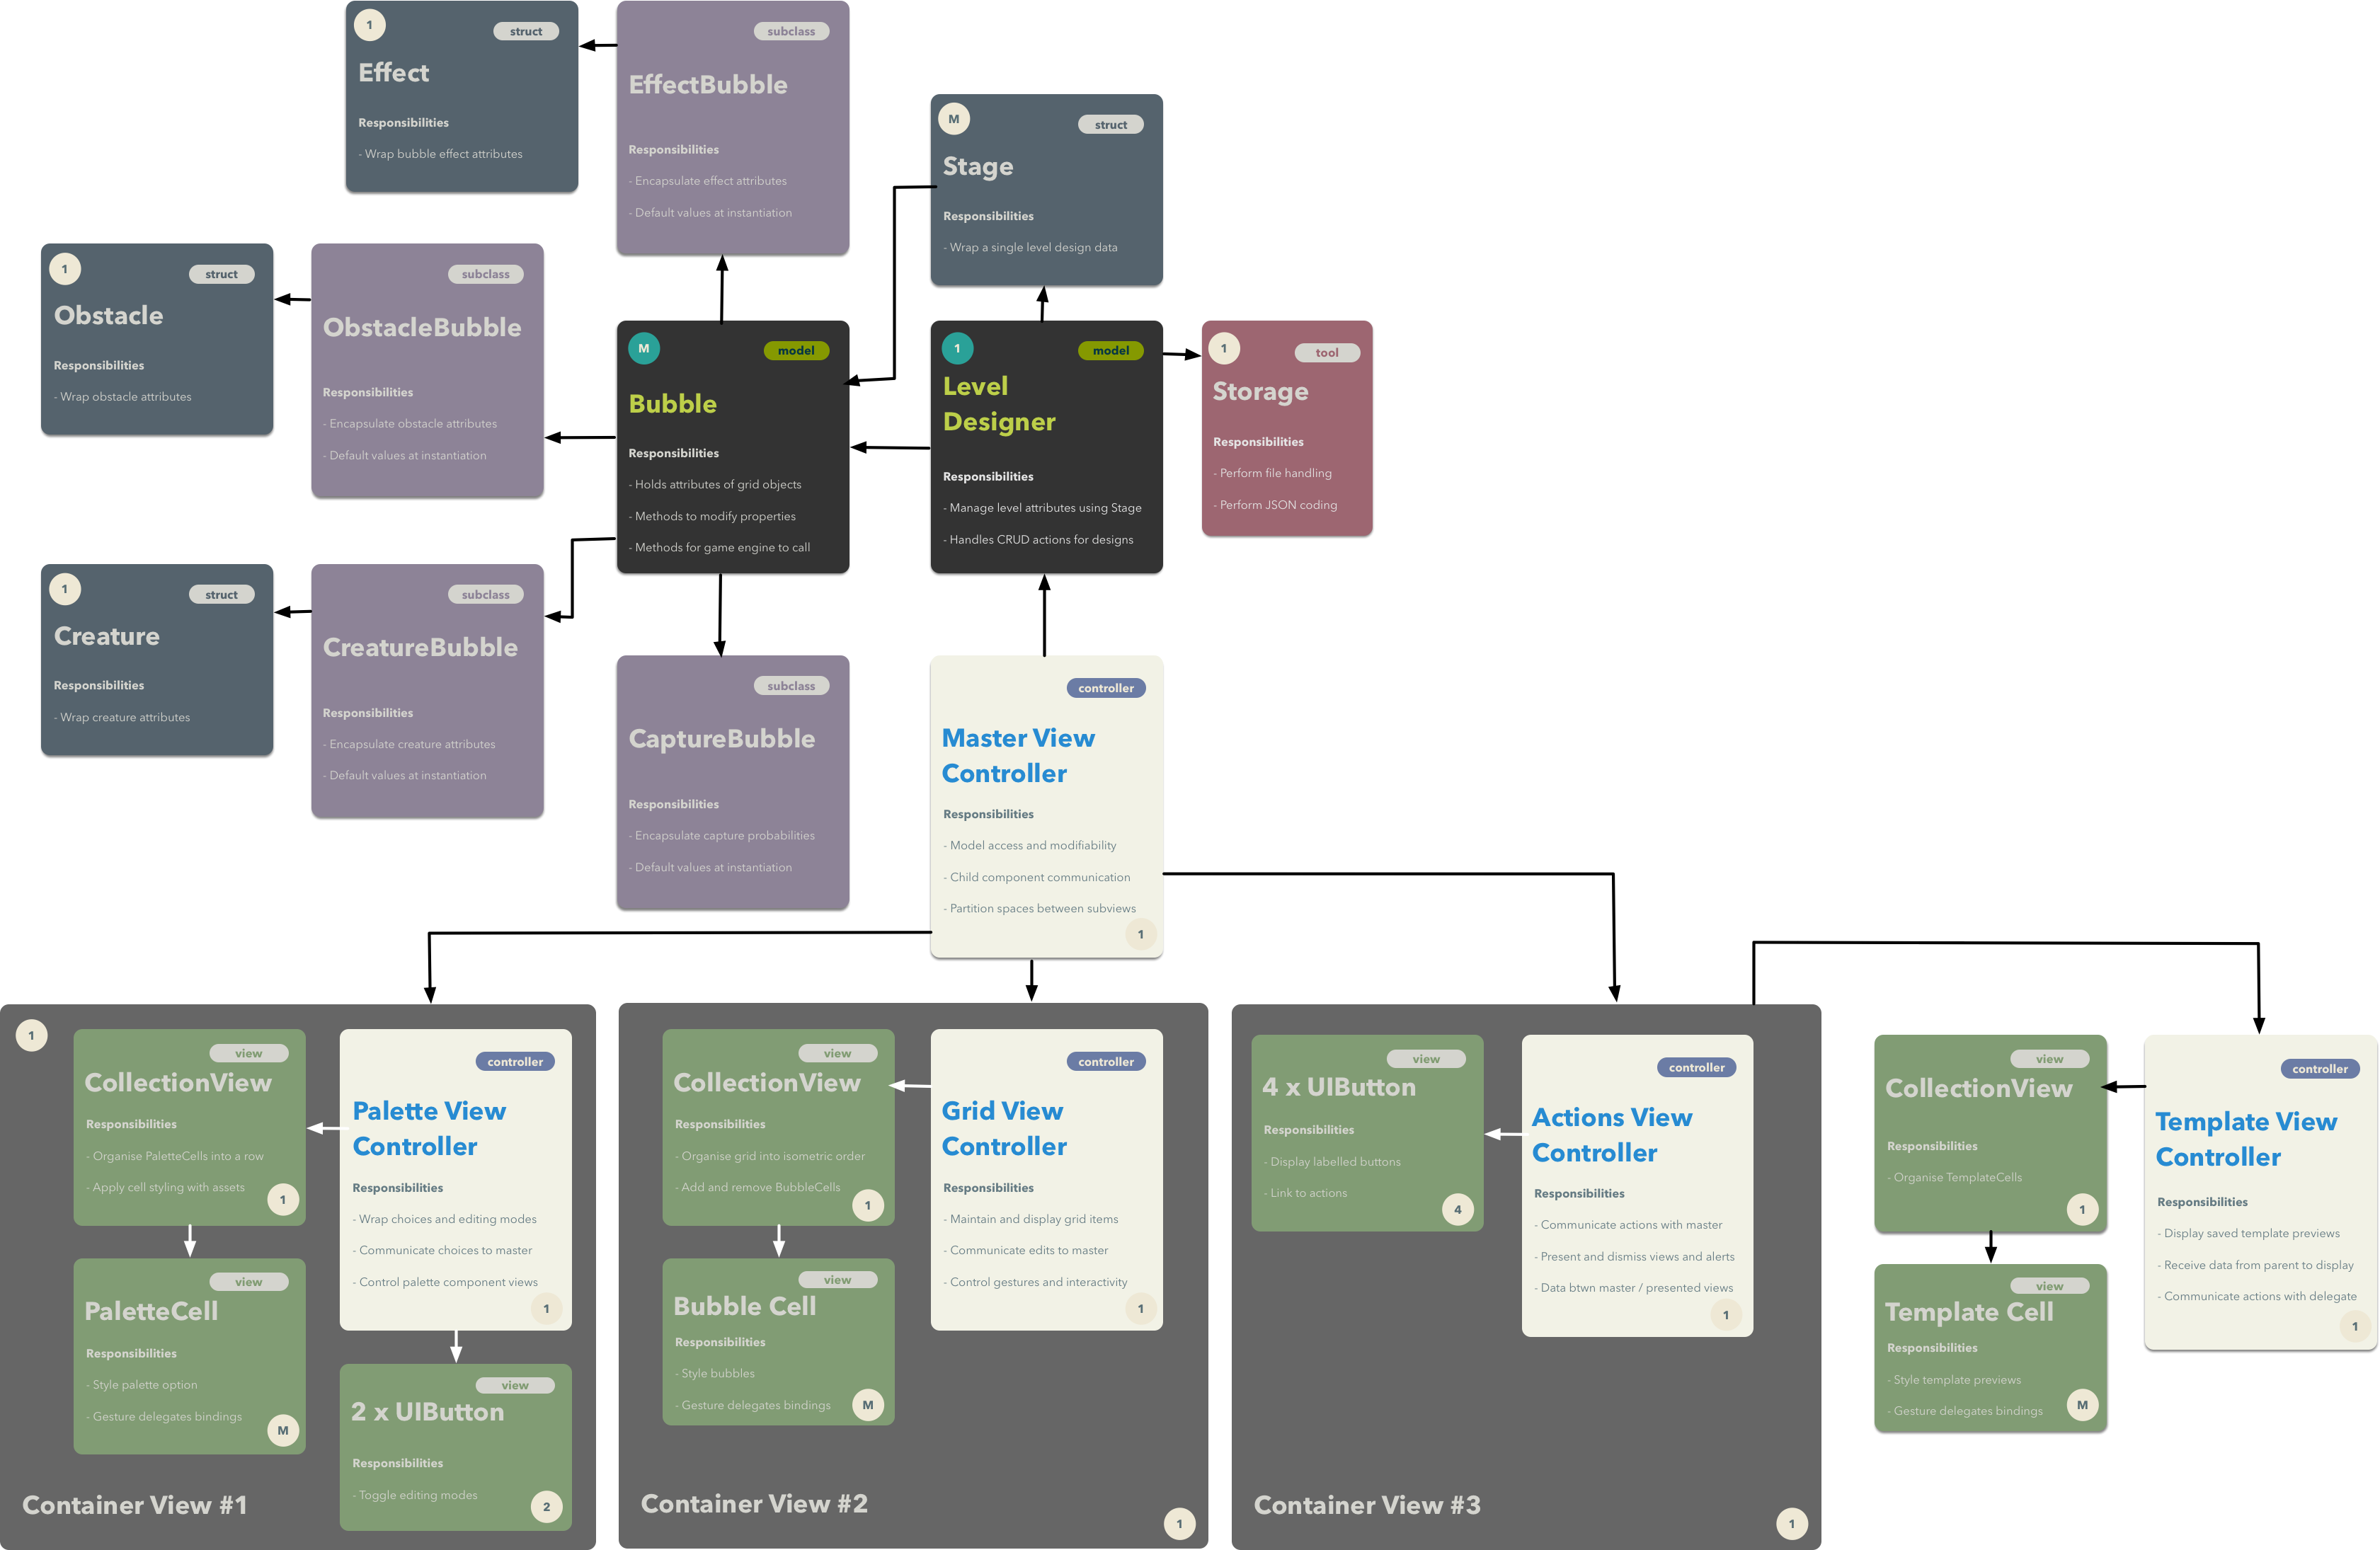 1
struct
Effect
Responsibilities
- Wrap bubble effect attributes
subclass
EffectBubble
Responsibilities
- Encapsulate effect attributes
- Default values at instantiation
M
struct
Stage
Responsibilities
- Wrap a single level design data
1
struct
Obstacle
Responsibilities
- Wrap obstacle attributes
subclass
ObstacleBubble
Responsibilities
- Encapsulate obstacle attributes
- Default values at instantiation
M
model
Bubble
Responsibilities
- Holds attributes of grid objects
- Methods to modify properties
- Methods for game engine to call
1
model
Level
Designer
Responsibilities
- Manage level attributes using Stage
- Handles CRUD actions for designs
1
tool
Storage
Responsibilities
- Perform file handling
- Perform JSON coding
1
struct
Creature
Responsibilities
- Wrap creature attributes
subclass
CreatureBubble
Responsibilities
- Encapsulate creature attributes
- Default values at instantiation
subclass
CaptureBubble
Responsibilities
- Encapsulate capture probabilities
- Default values at instantiation
controller
Master View
Controller
Responsibilities
- Model access and modifiability
- Child component communication
- Partition spaces between subviews
1
1
view
CollectionView
Responsibilities
- Organise PaletteCells into a row
- Apply cell styling with assets
1
controller
Palette View
Controller
Responsibilities
- Wrap choices and editing modes
- Communicate choices to master
- Control palette component views
1
view
PaletteCell
Responsibilities
- Style palette option
- Gesture delegates bindings
M
view
2 x UIButton
Responsibilities
- Toggle editing modes
2
Container View #1
view
CollectionView
Responsibilities
- Organise grid into isometric order
- Add and remove BubbleCells
1
controller
Grid View
Controller
Responsibilities
- Maintain and display grid items
- Communicate edits to master
- Control gestures and interactivity
1
view
Bubble Cell
Responsibilities
- Style bubbles
- Gesture delegates bindings
M
Container View #2
1
view
4 x UIButton
Responsibilities
- Display labelled buttons
- Link to actions
4
controller
Actions View
Controller
Responsibilities
- Communicate actions with master
- Present and dismiss views and alerts
- Data btwn master / presented views
1
Container View #3
1
view
CollectionView
Responsibilities
- Organise TemplateCells
1
controller
Template View
Controller
Responsibilities
- Display saved template previews
- Receive data from parent to display
- Communicate actions with delegate
1
view
Template Cell
Responsibilities
- Style template previews
- Gesture delegates bindings
M